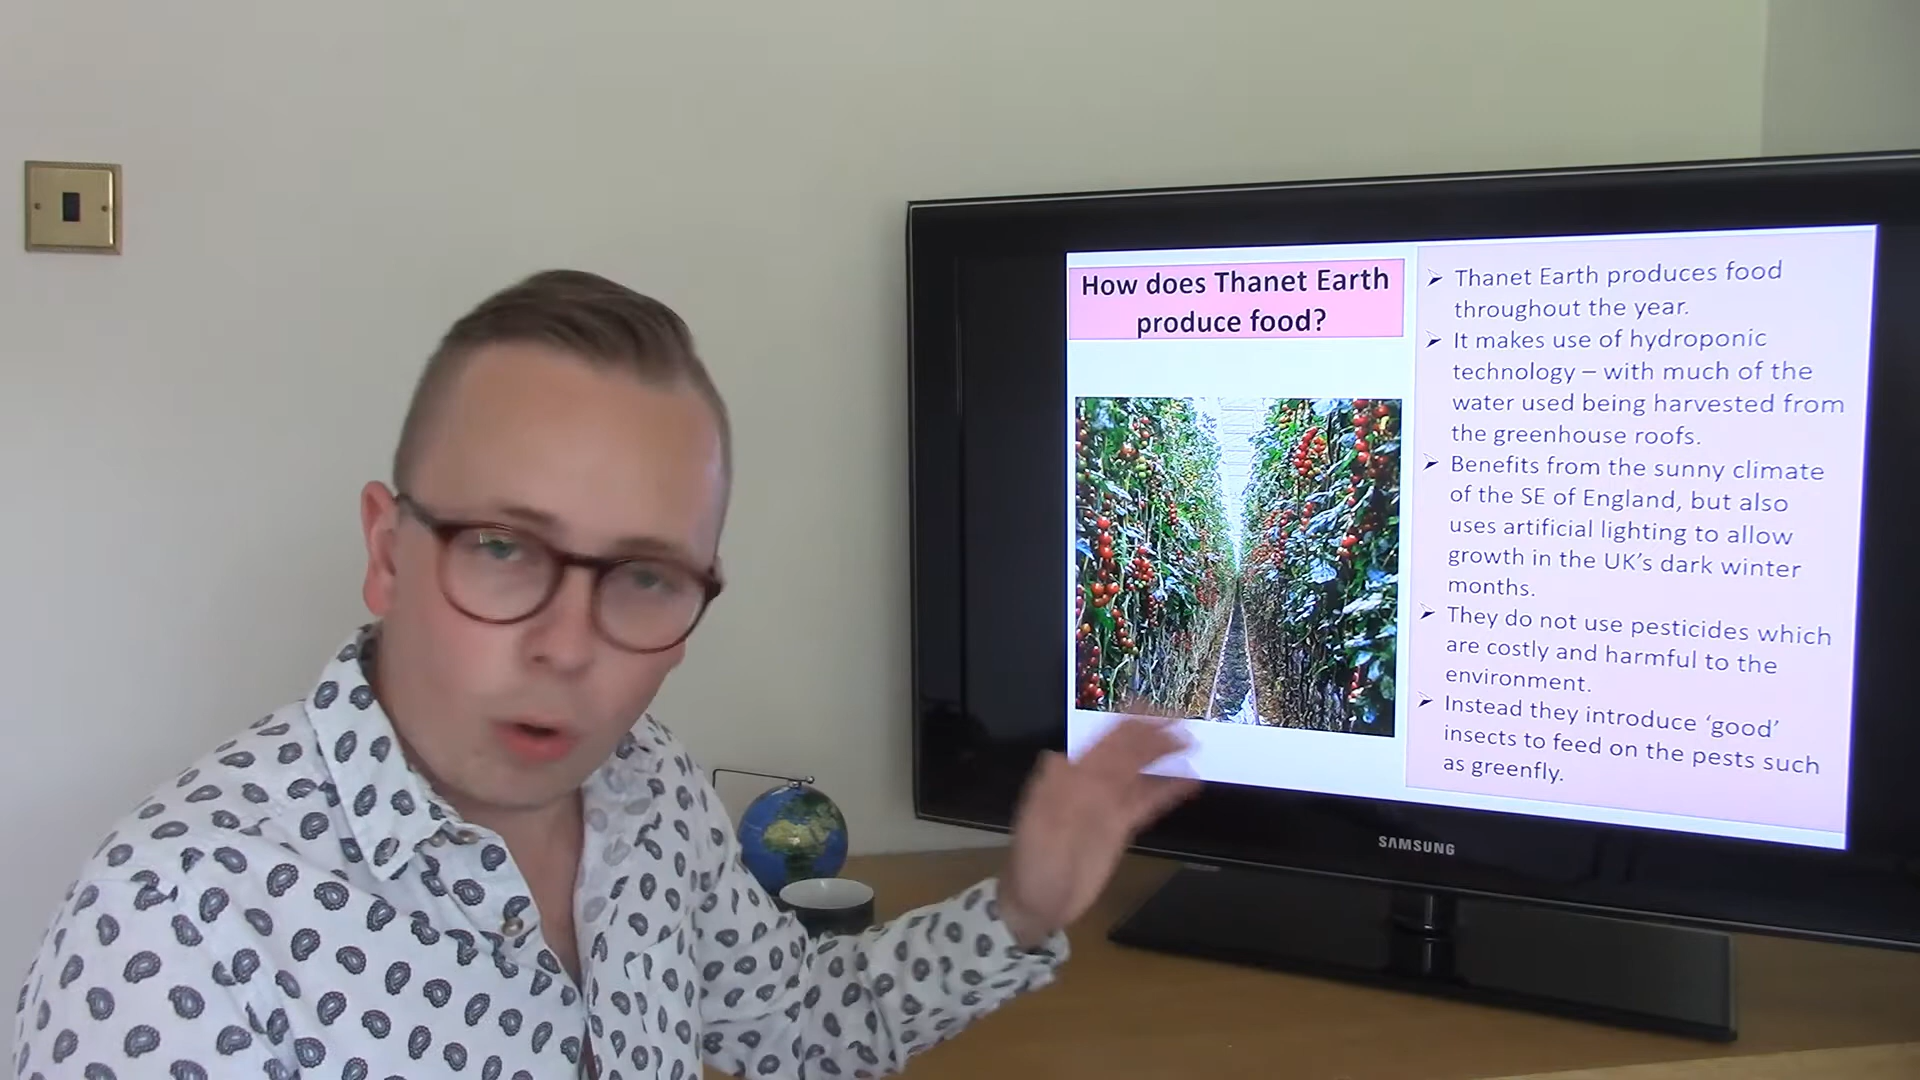 How does Thanet Earth
produce food?
➢ Thanet Earth produces food
throughout the year.
➢ It makes use of hydroponic
technology – with much of the
water used being harvested from
the greenhouse roofs.
➢ Benefits from the sunny climate
of the SE of England, but also
uses artificial lighting to allow
growth in the UK’s dark winter
months.
➢ They do not use pesticides which
are costly and harmful to the
environment.
➢ Instead they introduce ‘good’
insects to feed on the pests such
as greenfly.
SAMSUNG